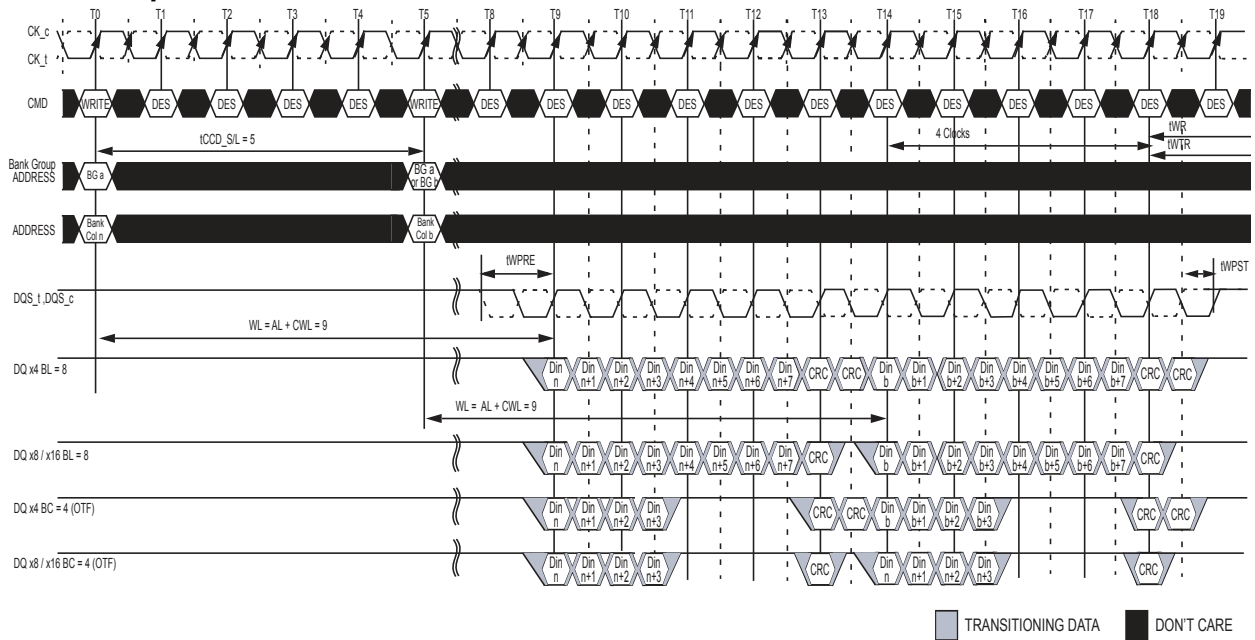 T0 T1 T2 T3 T4 T5 T8 T9 T10 T11 T12 T13 T14 T15 T16 T17 T18 T19
CK_c
CK_t
CMD WRITE DES DES DES DES WRITE DES DES DES DES DES DES DES DES DES DES DES DES
tCCD_S/L = 5
4 Clocks
tWR
tWTR
Bank Group
ADDRESS
BG a
BG a
or BG b
ADDRESS
Bank
Col n
Bank
Col b
tWPRE
tWPST
DQS_t ,DQS_c
WL = AL + CWL = 9
DQ x4 BL = 8
Din n Din n+1 Din n+2 Din n+3 Din n+4 Din n+5 Din n+6 Din n+7 CRC CRC Din b Din b+1 Din b+2 Din b+3 Din b+4 Din b+5 Din b+6 Din b+7 CRC CRC
WL = AL + CWL = 9
DQ x8 / x16 BL = 8
Din n Din n+1 Din n+2 Din n+3 Din n+4 Din n+5 Din n+6 Din n+7 CRC Din b Din b+1 Din b+2 Din b+3 Din b+4 Din b+5 Din b+6 Din b+7 CRC
DQ x4 BC = 4 (OTF)
Din n Din n+1 Din n+2 Din n+3 CRC CRC Din b Din b+1 Din b+2 Din b+3 CRC CRC
DQ x8 / x16 BC = 4 (OTF)
Din n Din n+1 Din n+2 Din n+3 CRC Din n Din n+1 Din n+2 Din n+3 CRC
TRANSITIONING DATA
DON'T CARE